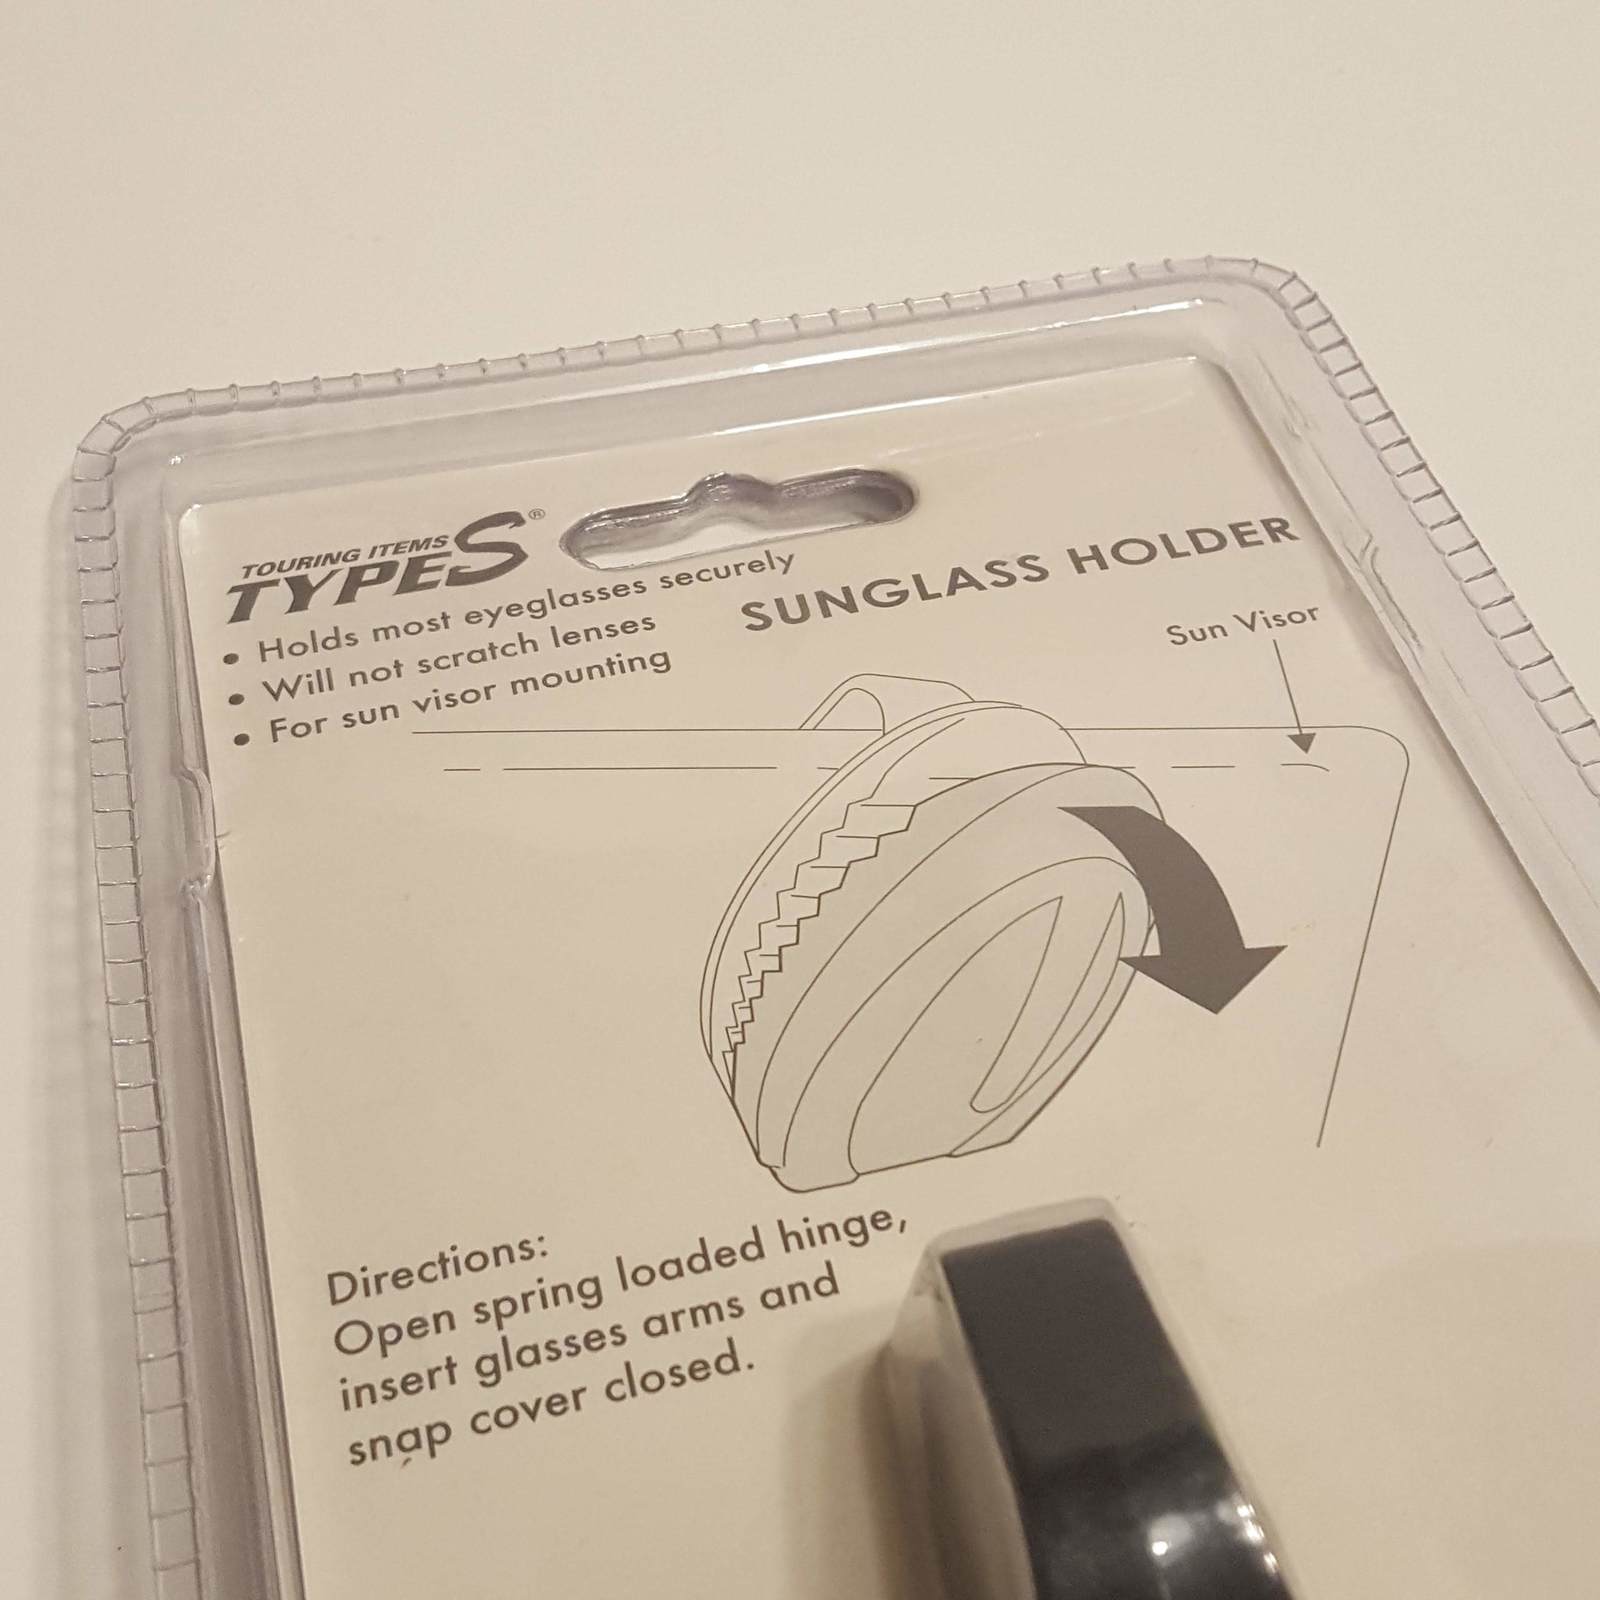 TOURING ITEMS
TYPE S®
• Holds most eyeglasses securely
• Will not scratch lenses
• For sun visor mounting
SUNGLASS HOLDER
Sun Visor
Directions:
Open spring loaded hinge,
insert glasses arms and
snap cover closed.